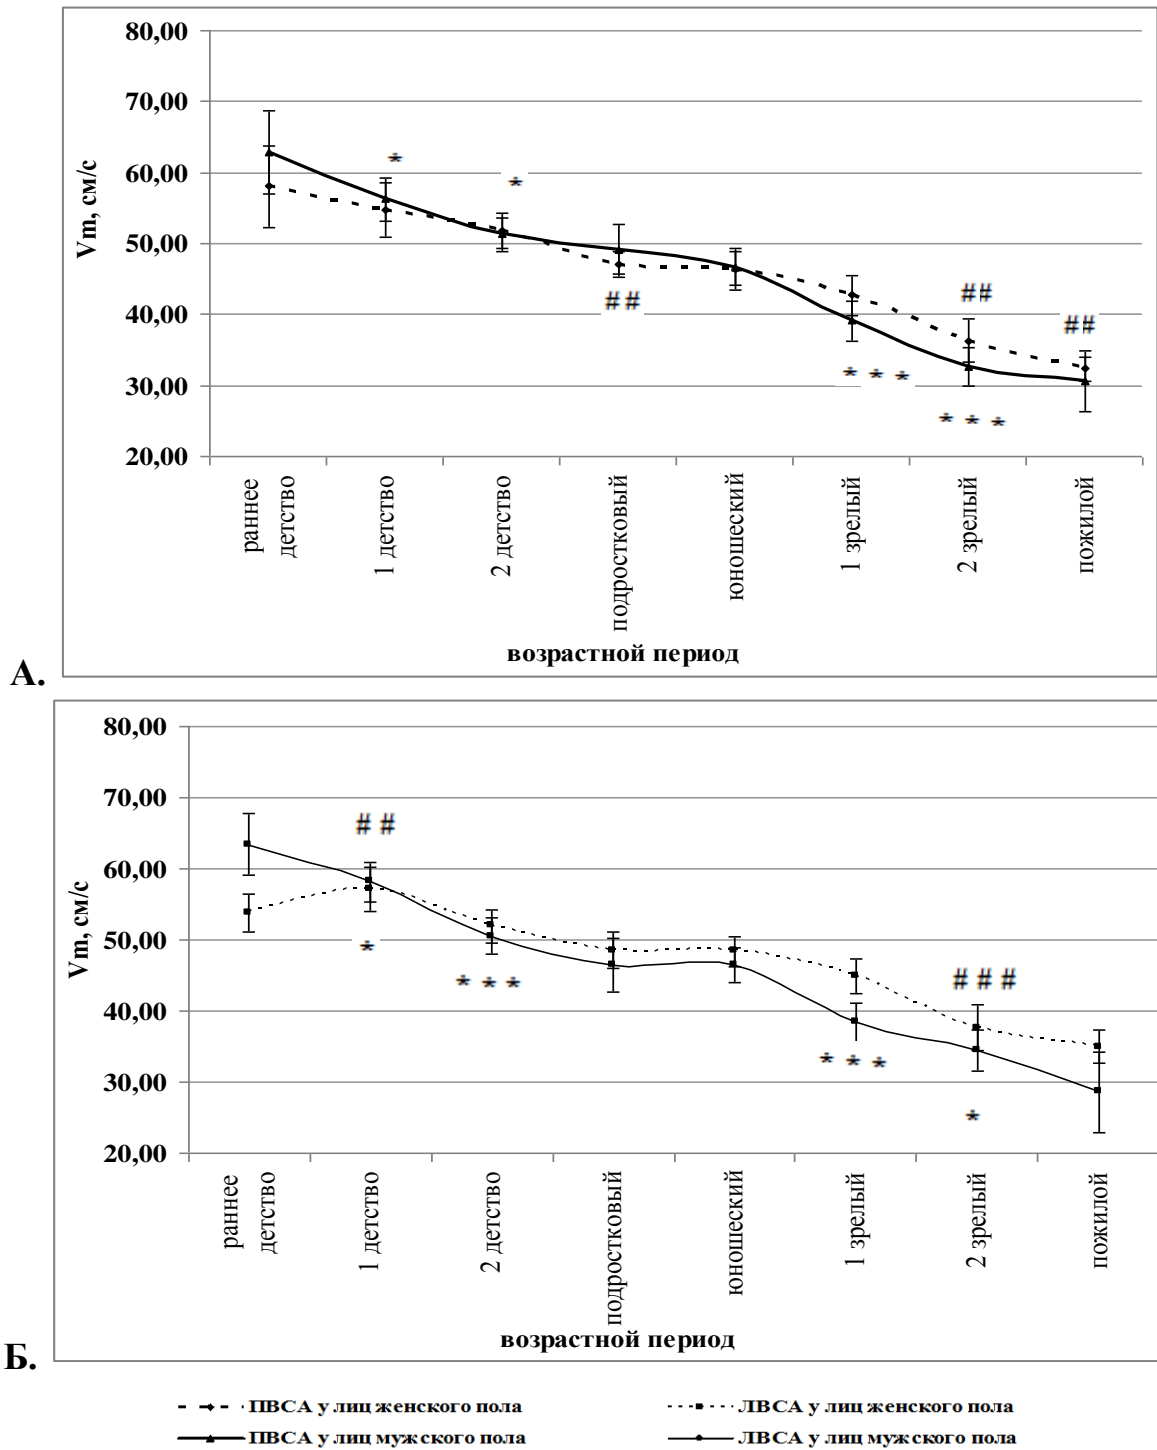 80,00
70,00
60,00
50,00
40,00
30,00
20,00
Vm, см/с
*
*
##
##
##
* * *
* * *
раннее
детство
1 детство
2 детство
подростковый
юношеский
1 зрелый
2 зрелый
пожилой
возрастной период
А.
80,00
70,00
60,00
50,00
40,00
30,00
20,00
Vm, см/с
# #
*
* * *
# # #
* * *
*
раннее
детство
1 детство
2 детство
подростковый
юношеский
1 зрелый
2 зрелый
пожилой
возрастной период
Б.
ПВСА у лиц женского пола
ЛВСА у лиц женского пола
ПВСА у лиц мужского пола
ЛВСА у лиц мужского пола